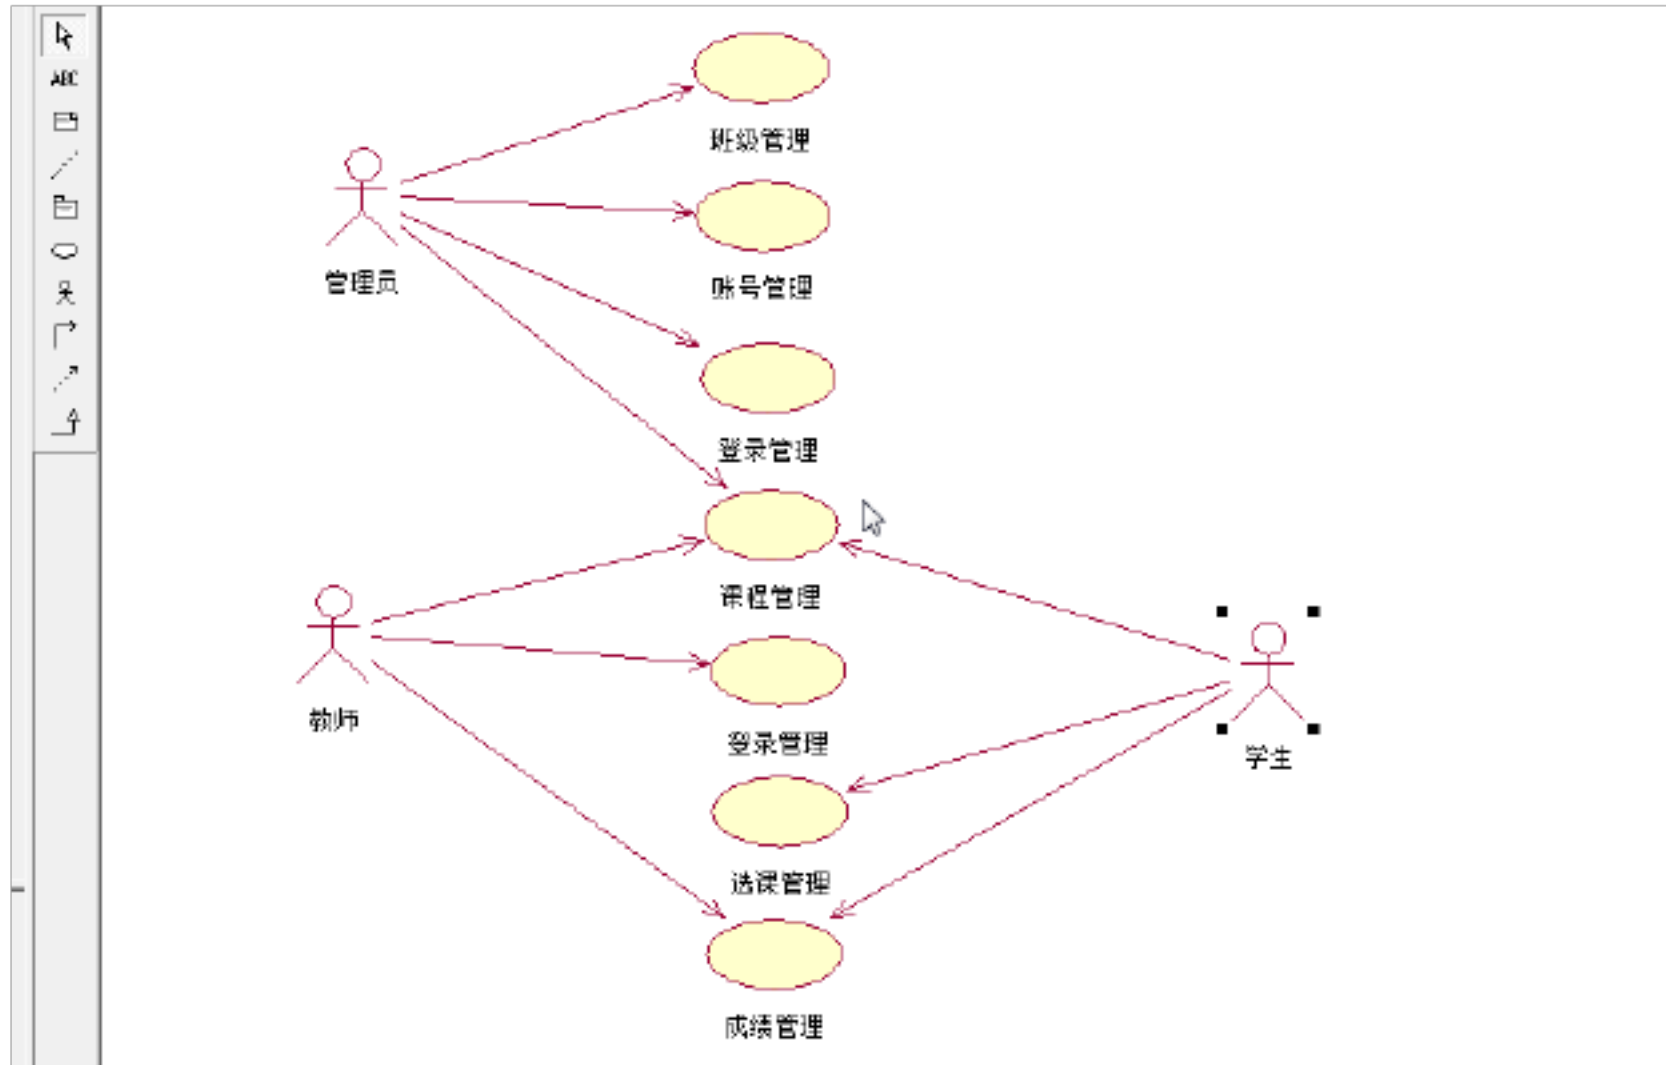 ABC
班级管理
管理员
账号管理
登录管理
课程管理
教师
登录管理
学生
选课管理
成绩管理